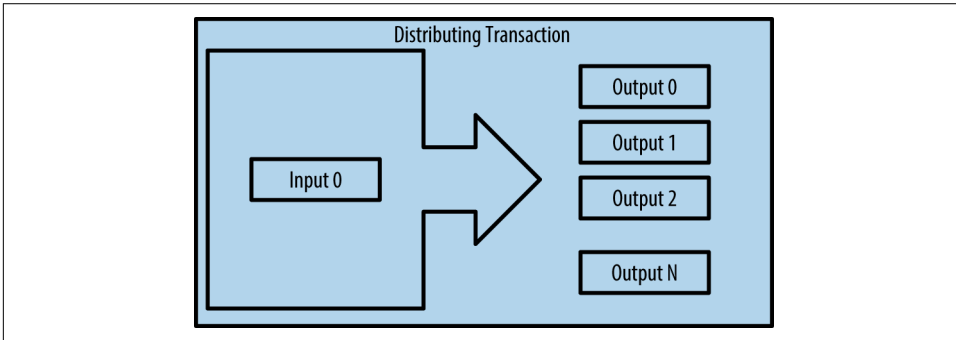 Distributing Transaction
Input 0
Output 0
Output 1
Output 2
Output N